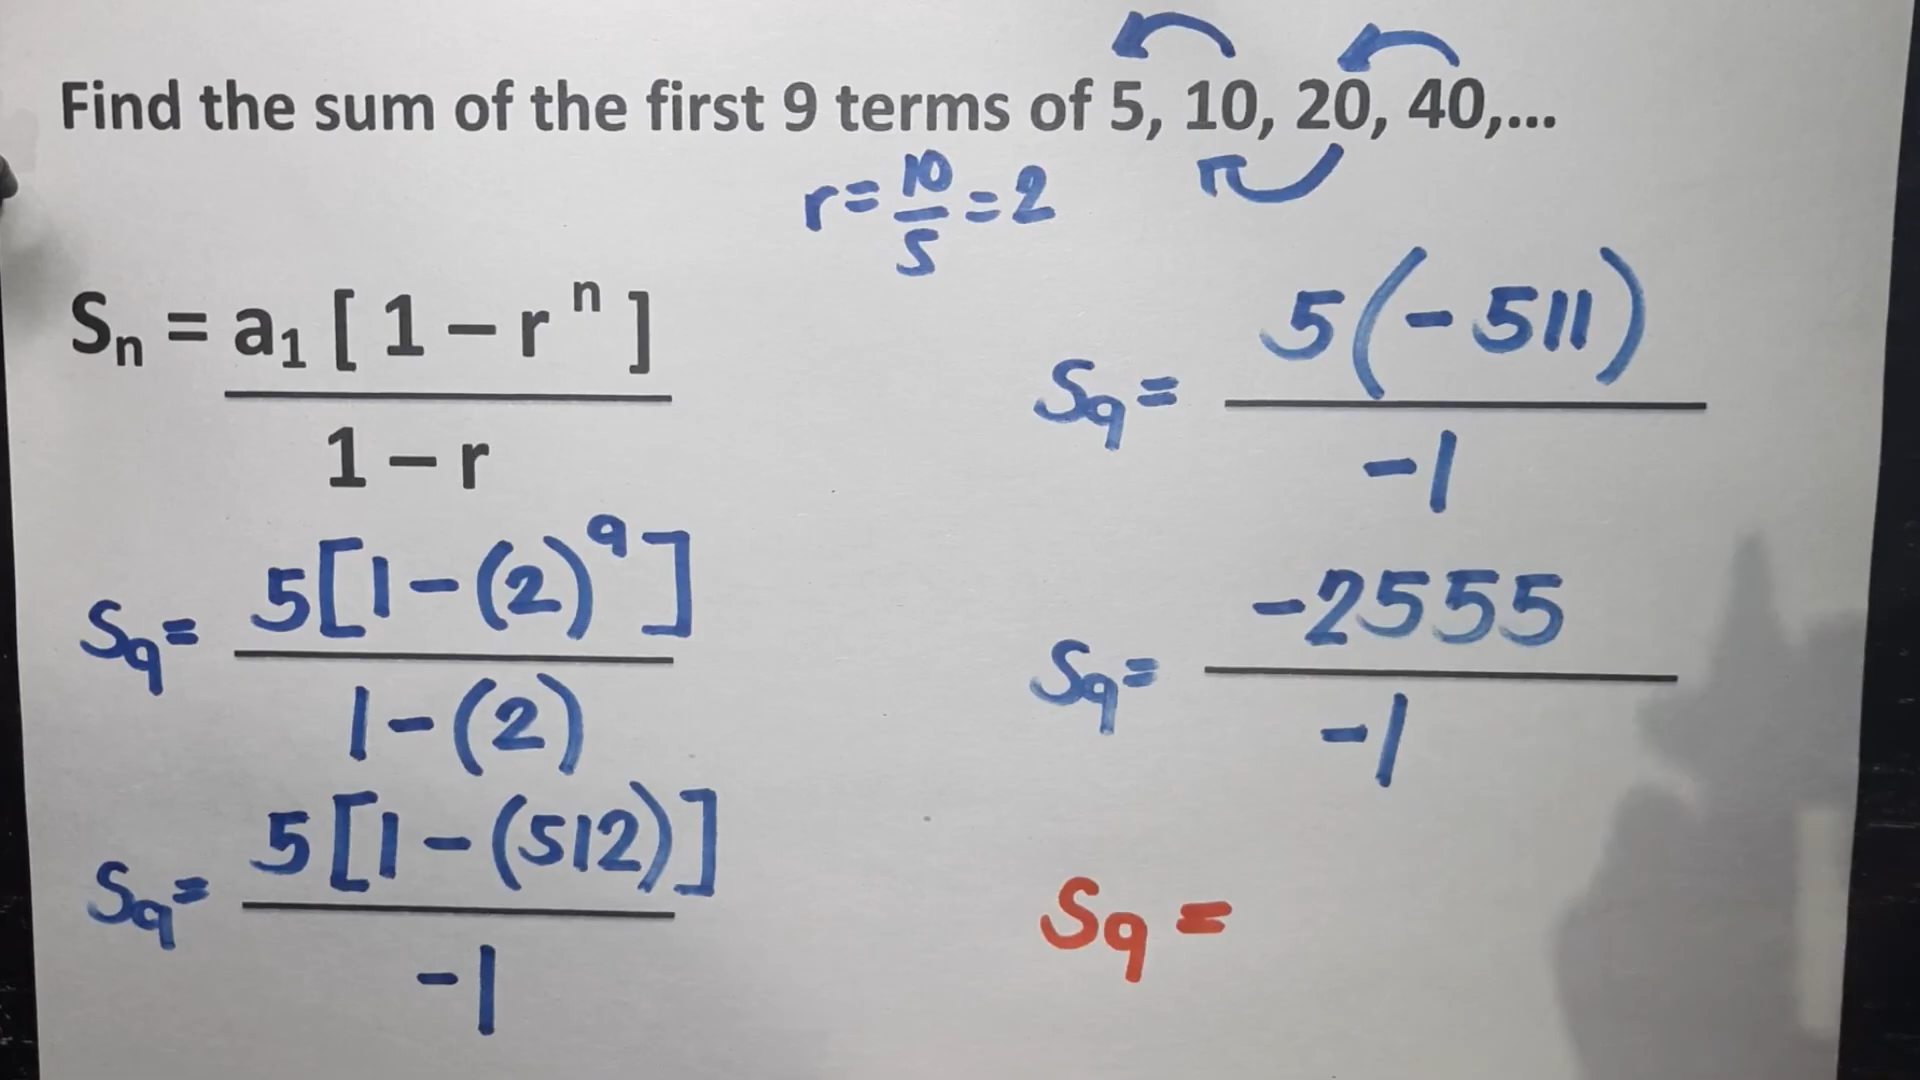 Find the sum of the first 9 terms of 5, 10, 20, 40,...
r = 10/5 = 2
Sₙ = a₁ [ 1 – r ⁿ ]
1 – r
S₉ = 5[1-(2)⁹]
1-(2)
S₉ = 5[1-(512)]
-1
S₉ = 5(-511)
-1
S₉ = -2555
-1
S₉ =